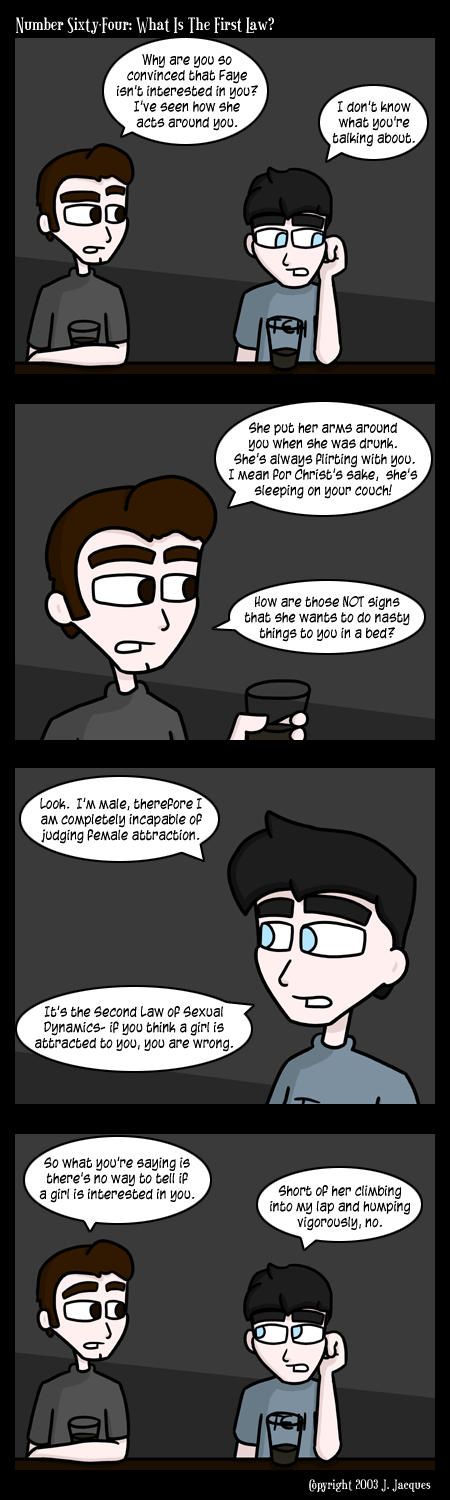 Number Sixty-Four: What Is The First Law?
Why are you so
convinced that Faye
isn't interested in you?
I've seen how she
acts around you.
I don't know
what you're
talking about.
TEH
She put her arms around
you when she was drunk.
She's always flirting with you.
I mean for Christ's sake, she's
sleeping on your couch!
How are those NOT signs
that she wants to do nasty
things to you in a bed?
Look. I'm male, therefore I
am completely incapable of
judging female attraction.
It's the Second Law of Sexual
Dynamics- if you think a girl is
attracted to you, you are wrong.
So what you're saying is
there's no way to tell if
a girl is interested in you.
Short of her climbing
into my lap and humping
vigorously, no.
TEH
Copyright 2003 J. Jacques